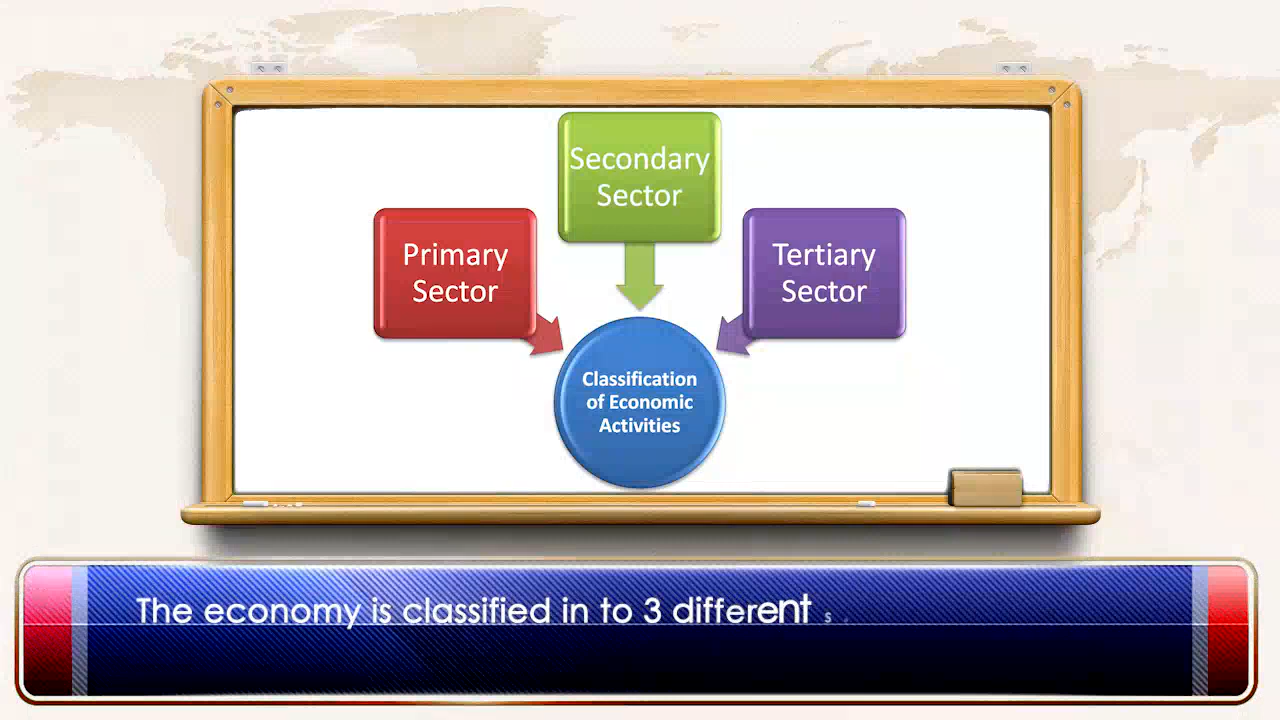 Secondary
Sector
Primary
Sector
Tertiary
Sector
Classification
of Economic
Activities
The economy is classified in to 3 different s